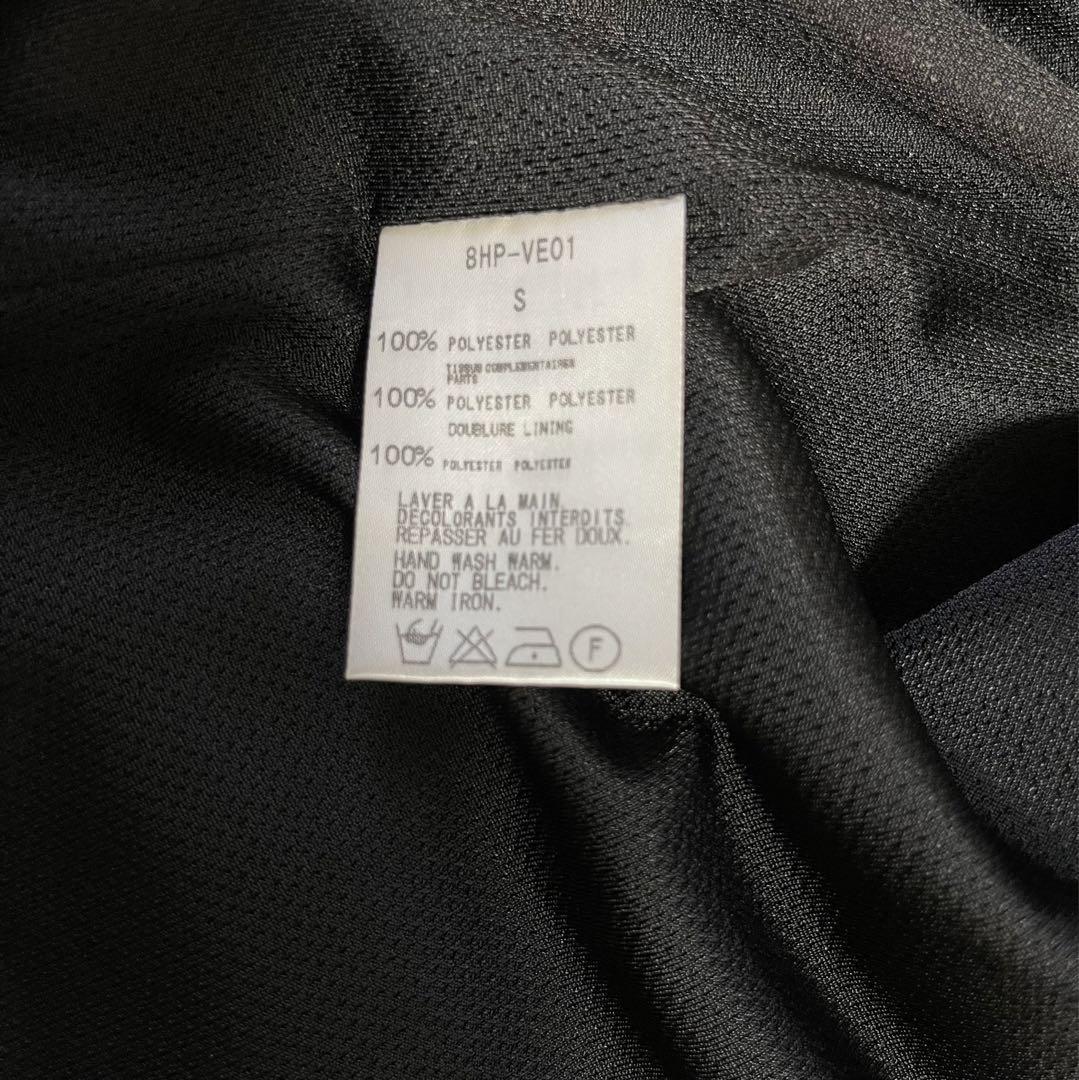 8HP-VE01
S
100% POLYESTER POLYESTER
TISSUS COMPLEMENTAIRES
PARTS
100% POLYESTER POLYESTER
DOUBLURE LINING
100% POLYESTER POLYESTER
LAVER A LA MAIN.
DECOLORANTS INTERDITS.
REPASSER AU FER DOUX.
HAND WASH WARM.
DO NOT BLEACH.
WARM IRON.
F